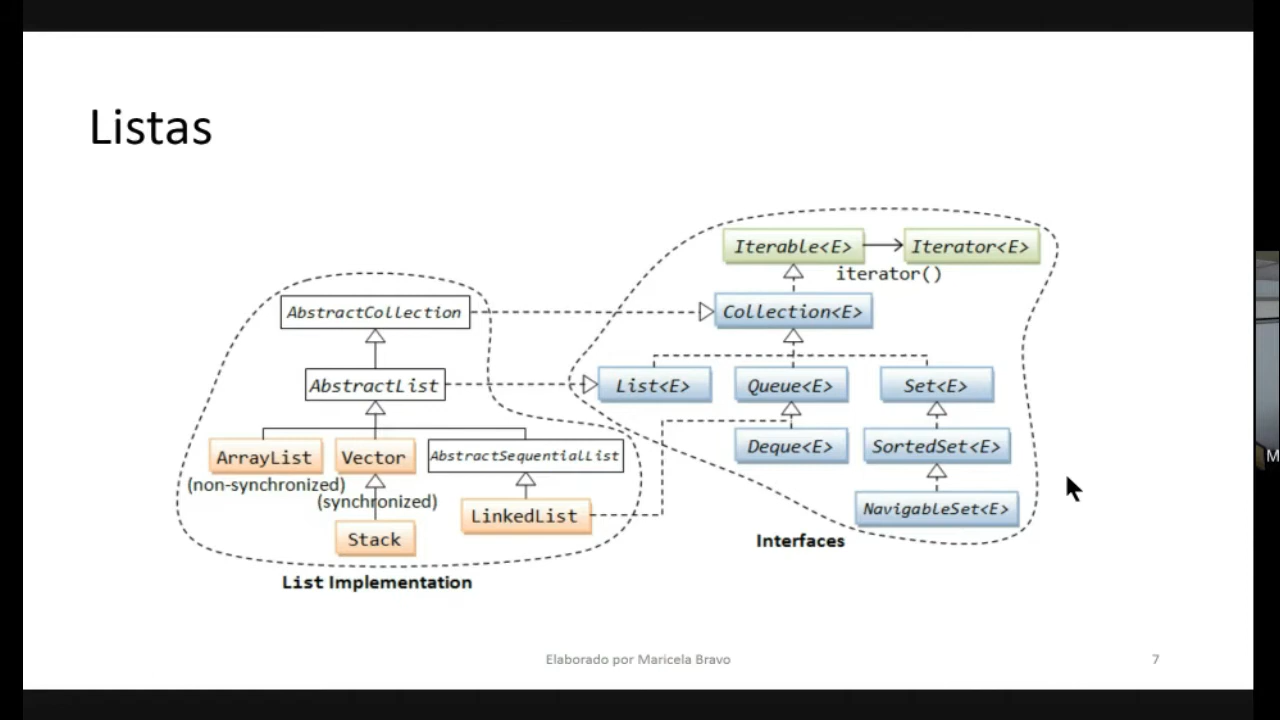 Listas
Iterable<E>
Iterator<E>
iterator()
AbstractCollection
Collection<E>
AbstractList
List<E>
Queue<E>
Set<E>
ArrayList
Vector
AbstractSequentialList
Deque<E>
SortedSet<E>
(non-synchronized)
(synchronized)
LinkedList
NavigableSet<E>
Stack
Interfaces
List Implementation
Elaborado por Maricela Bravo
7
M